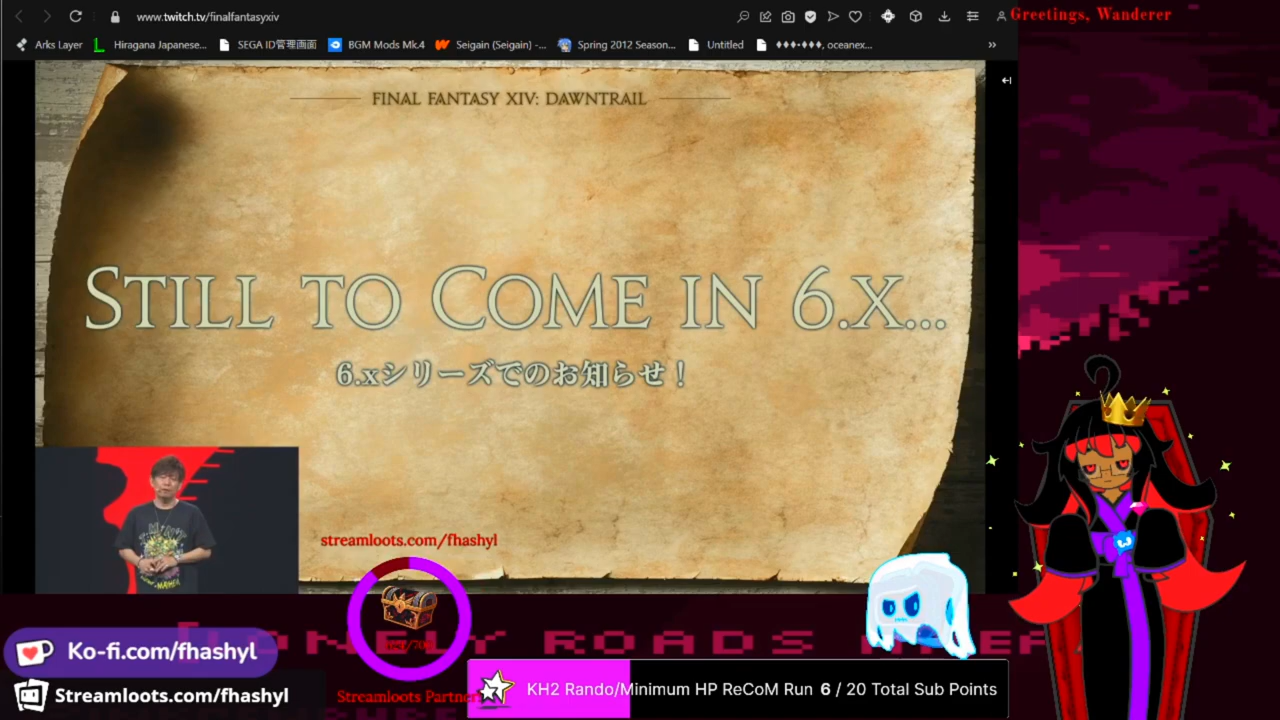 www.twitch.tv/finalfantasyxiv
Greetings, Wanderer
Arks Layer
Hiragana Japanese...
SEGA ID管理画面
BGM Mods Mk.4
Seigain (Seigain) -...
Spring 2012 Season...
Untitled
♦♦♦•♦♦♦, oceanex...
»
FINAL FANTASY XIV: DAWNTRAIL
STILL TO COME IN 6.X...
6.xシリーズでのお知らせ！
streamloots.com/fhashyl
LONELY ROADS
Ko-fi.com/fhashyl
Streamloots.com/fhashyl
Streamloots Partner
KH2 Rando/Minimum HP ReCoM Run 6 / 20 Total Sub Points